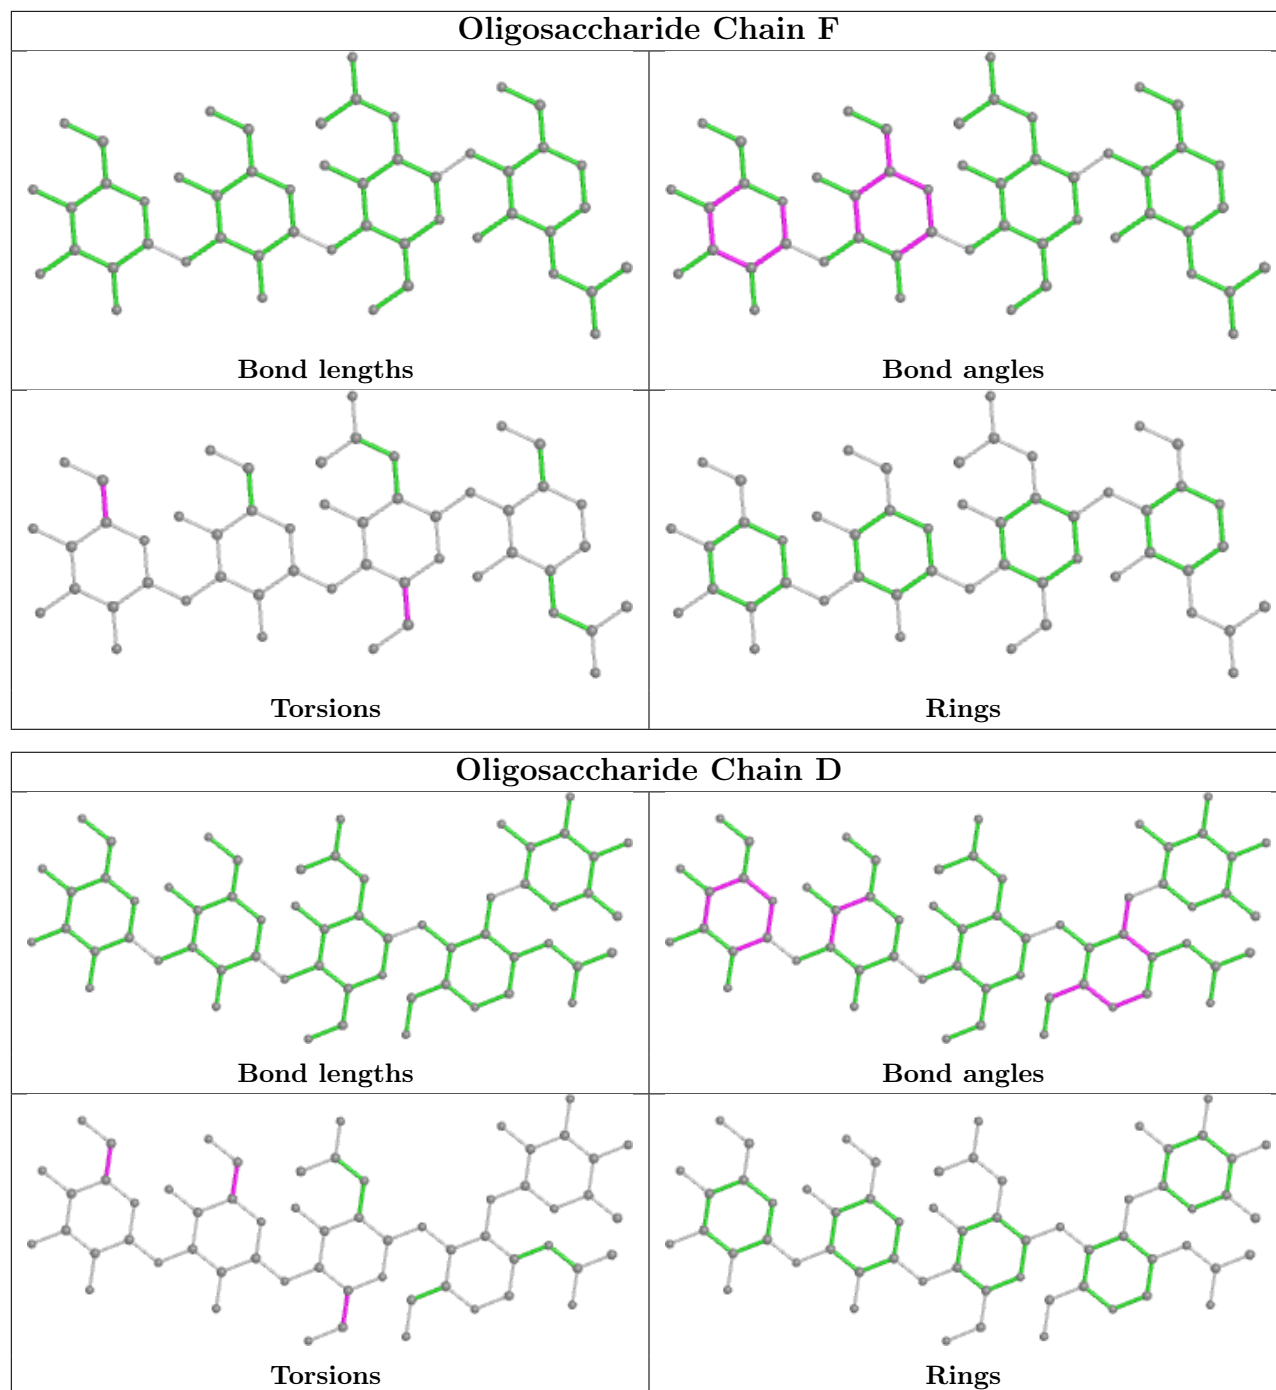 Oligosaccharide Chain F
Bond lengths
Bond angles
Torsions
Rings
Oligosaccharide Chain D
Bond lengths
Bond angles
Torsions
Rings